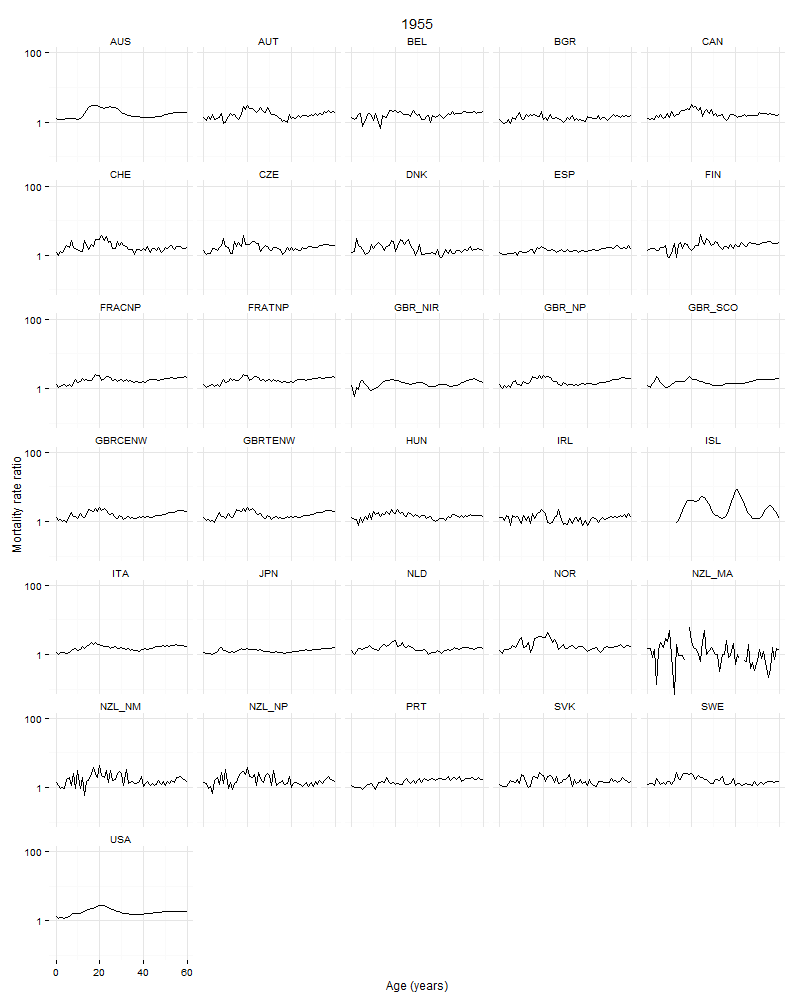 1955
AUS AUT BEL BGR CAN
100
1
CHE CZE DNK ESP FIN
100
1
FRACNP FRATNP GBR_NIR GBR_NP GBR_SCO
100
1
GBRCENW GBRTENW HUN IRL ISL
100
1
Mortality rate ratio
ITA JPN NLD NOR NZL_MA
100
1
NZL_NM NZL_NP PRT SVK SWE
100
1
USA
100
1
0 20 40 60
Age (years)